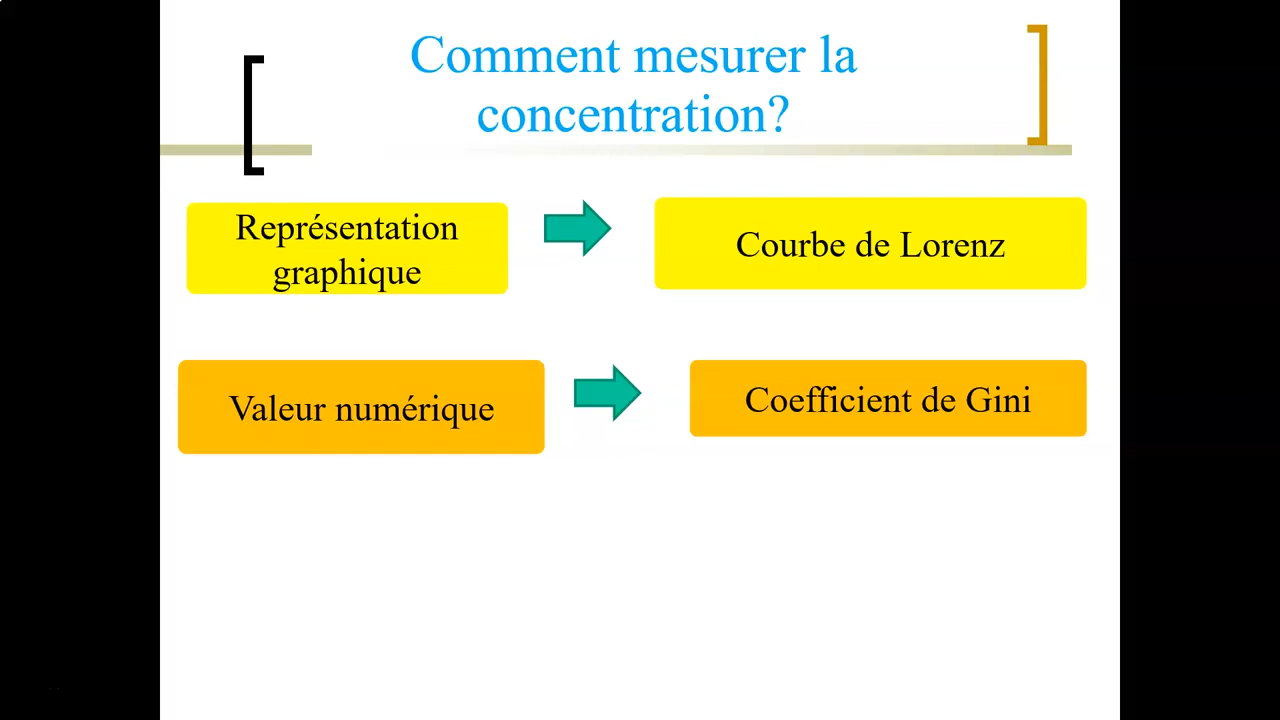 Comment mesurer la
concentration?
Représentation
graphique
Courbe de Lorenz
Valeur numérique
Coefficient de Gini